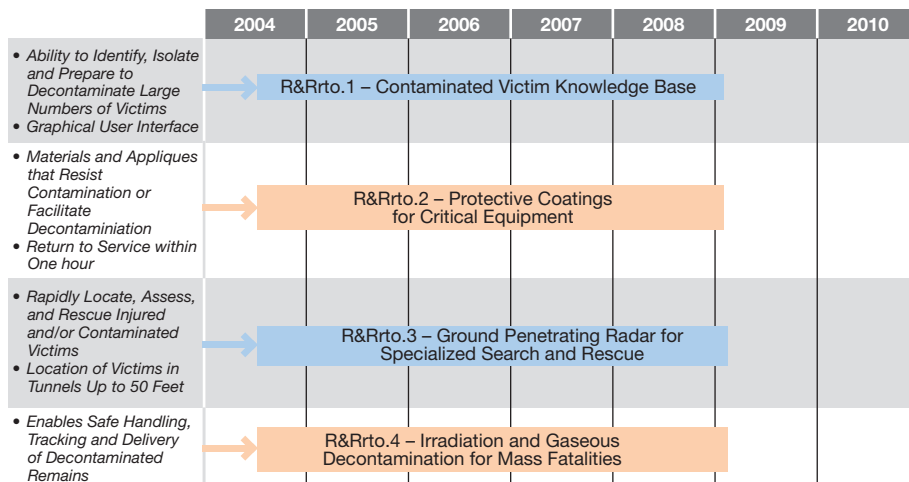 2004 2005 2006 2007 2008 2009 2010
• Ability to Identify, Isolate
and Prepare to
Decontaminate Large
Numbers of Victims
• Graphical User Interface
R&Rrto.1 – Contaminated Victim Knowledge Base
• Materials and Appliques
that Resist
Contamination or
Facilitate
Decontaminiation
• Return to Service within
One hour
R&Rrto.2 – Protective Coatings
for Critical Equipment
• Rapidly Locate, Assess,
and Rescue Injured
and/or Contaminated
Victims
• Location of Victims in
Tunnels Up to 50 Feet
R&Rrto.3 – Ground Penetrating Radar for
Specialized Search and Rescue
• Enables Safe Handling,
Tracking and Delivery
of Decontaminated
Remains
R&Rrto.4 – Irradiation and Gaseous
Decontamination for Mass Fatalities